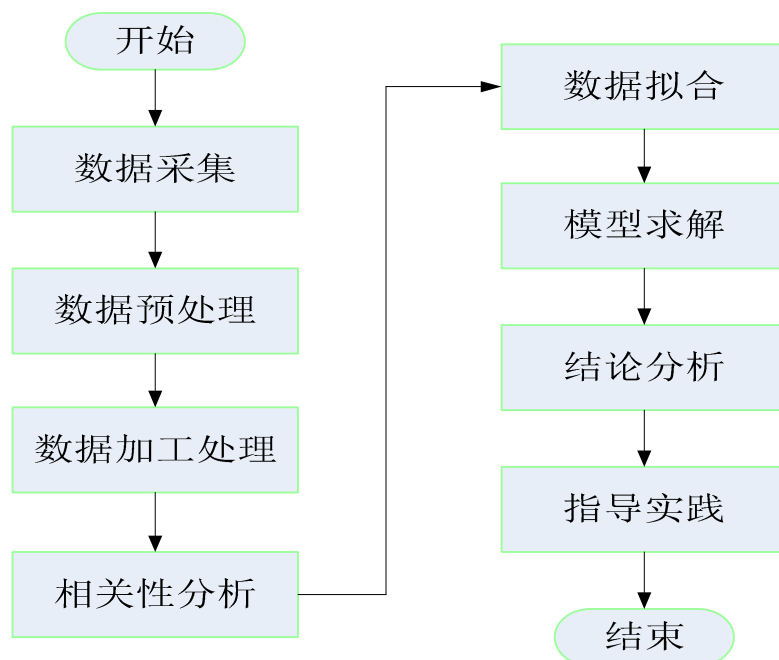 开始
数据采集
数据预处理
数据加工处理
相关性分析
数据拟合
模型求解
结论分析
指导实践
结束